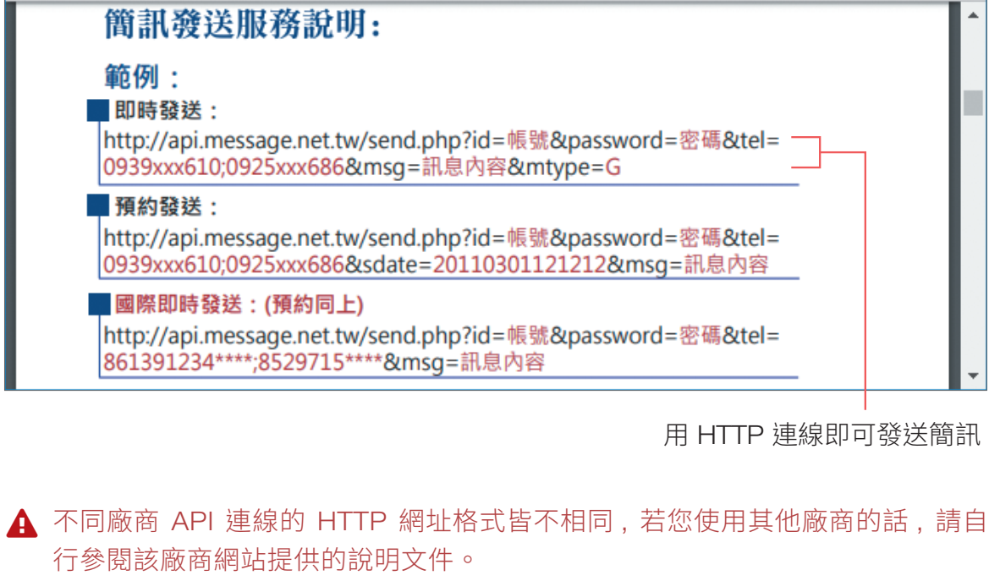 簡訊發送服務說明：
範例：
即時發送：
http://api.message.net.tw/send.php?id=帳號&password=密碼&tel=
0939xxx610;0925xxx686&msg=訊息內容&mtype=G
預約發送：
http://api.message.net.tw/send.php?id=帳號&password=密碼&tel=
0939xxx610;0925xxx686&sdate=20110301121212&msg=訊息內容
國際即時發送：(預約同上)
http://api.message.net.tw/send.php?id=帳號&password=密碼&tel=
861391234****;8529715****&msg=訊息內容
用 HTTP 連線即可發送簡訊
不同廠商 API 連線的 HTTP 網址格式皆不相同，若您使用其他廠商的話，請自
行參閱該廠商網站提供的說明文件。